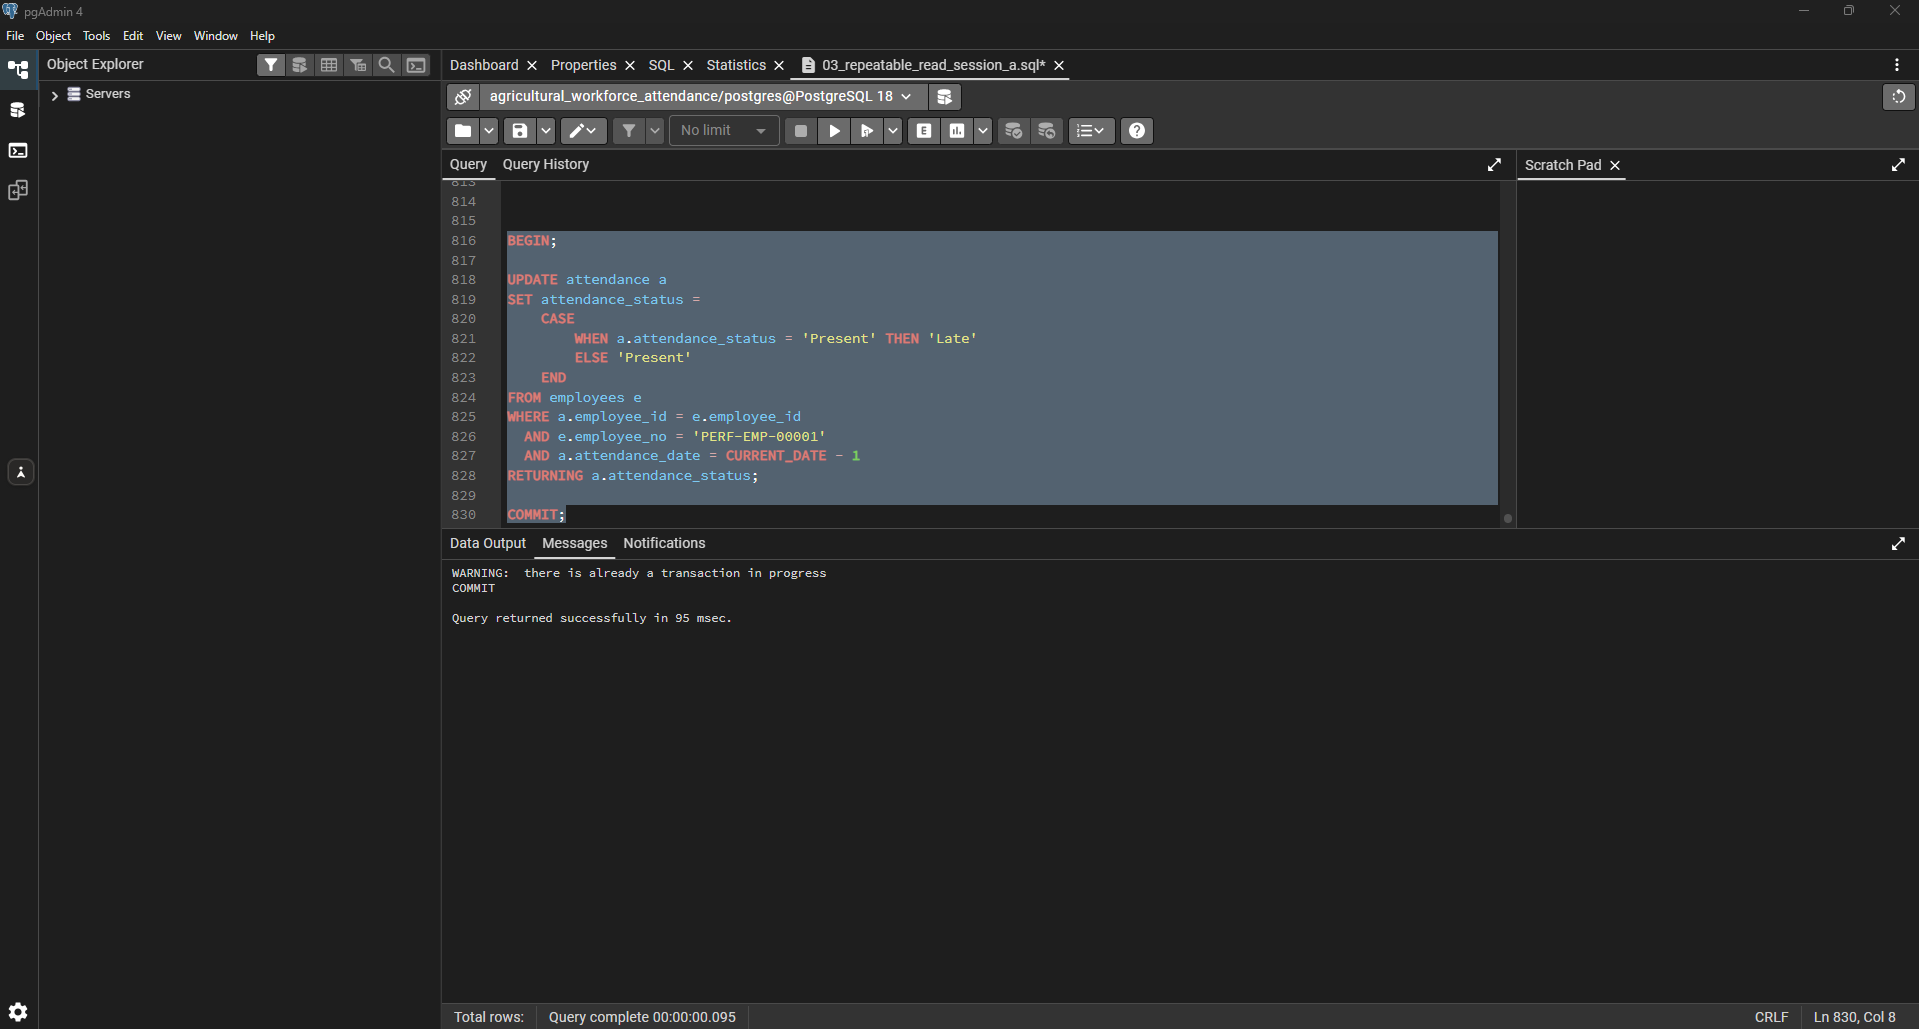 pgAdmin 4
File Object Tools Edit View Window Help
Object Explorer
Servers
Dashboard Properties SQL Statistics 03_repeatable_read_session_a.sql*
agricultural_workforce_attendance/postgres@PostgreSQL 18
No limit
E
Query Query History
Scratch Pad
813
814
815
816 BEGIN;
817
818 UPDATE attendance a
819 SET attendance_status =
820 CASE
821 WHEN a.attendance_status = 'Present' THEN 'Late'
822 ELSE 'Present'
823 END
824 FROM employees e
825 WHERE a.employee_id = e.employee_id
826 AND e.employee_no = 'PERF-EMP-00001'
827 AND a.attendance_date = CURRENT_DATE - 1
828 RETURNING a.attendance_status;
829
830 COMMIT;
Data Output Messages Notifications
WARNING: there is already a transaction in progress
COMMIT
Query returned successfully in 95 msec.
Total rows: Query complete 00:00:00.095 CRLF Ln 830, Col 8